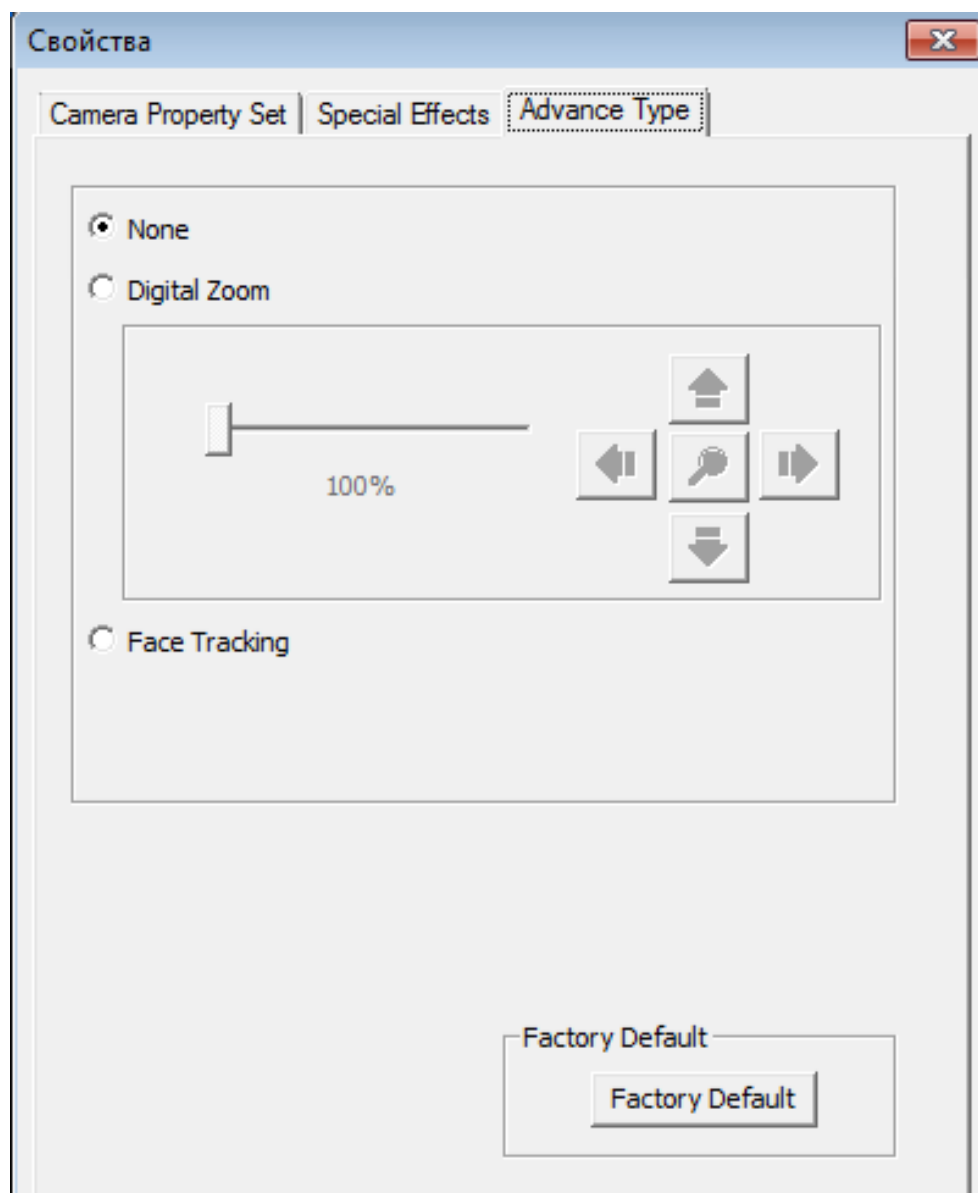 Свойства
Camera Property Set Special Effects Advance Type
None
Digital Zoom
100%
Face Tracking
Factory Default
Factory Default